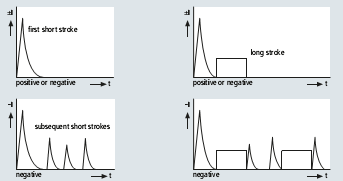 ±I
first short stroke
positive or negative
t
±I
long stroke
positive or negative
t
-I
subsequent short strokes
negative
t
-I
negative
t